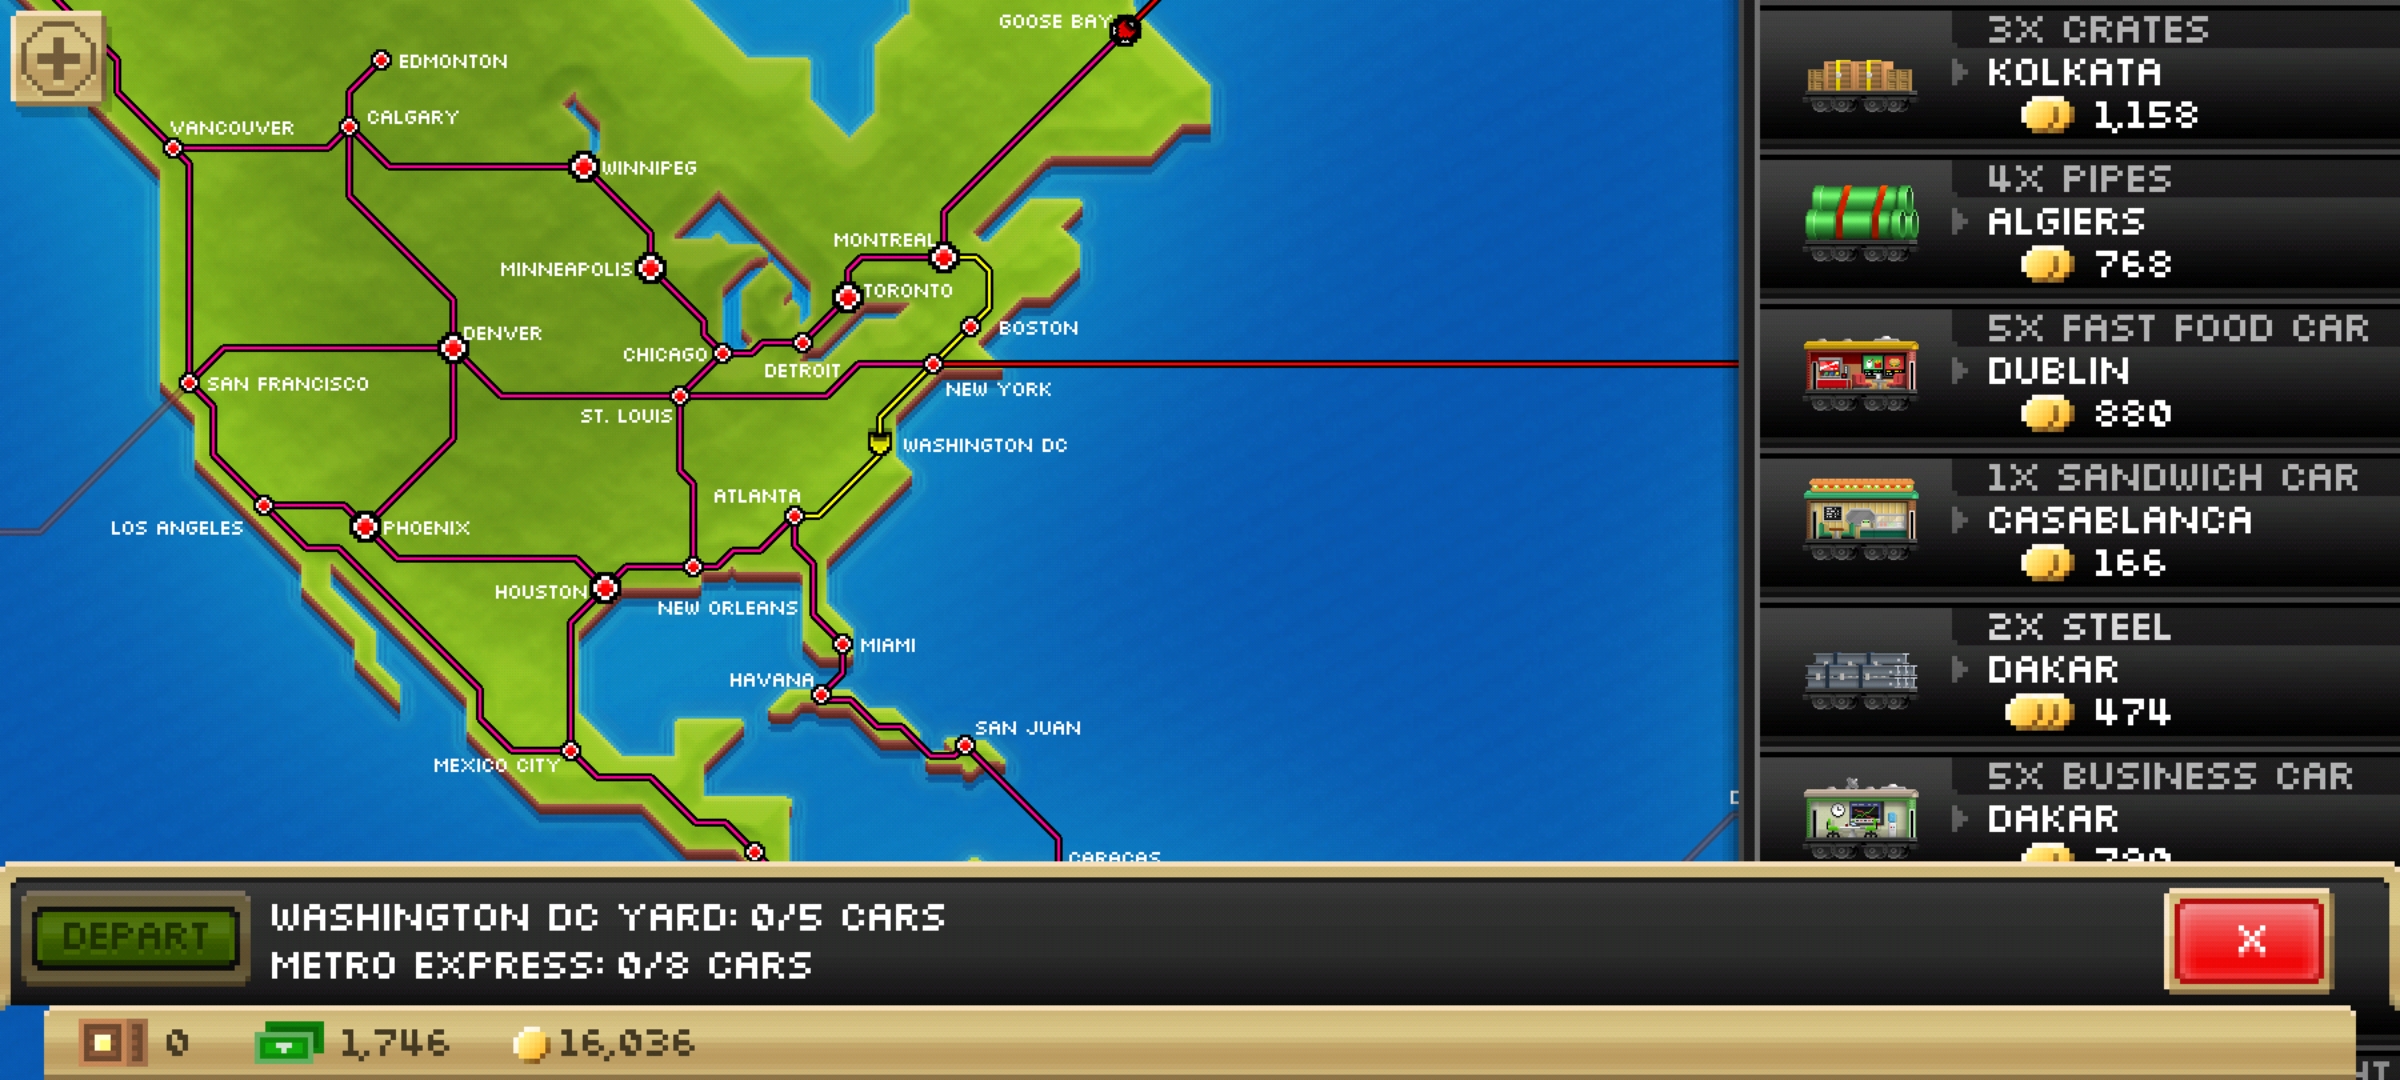 GOOSE BAY
EDMONTON
CALGARY
VANCOUVER
WINNIPEG
MONTREAL
MINNEAPOLIS
TORONTO
BOSTON
DENVER
CHICAGO
DETROIT
SAN FRANCISCO
NEW YORK
ST. LOUIS
WASHINGTON DC
ATLANTA
LOS ANGELES
PHOENIX
HOUSTON
NEW ORLEANS
MIAMI
HAVANA
SAN JUAN
MEXICO CITY
CARACAS
3X CRATES
KOLKATA
1,158
4X PIPES
ALGIERS
768
5X FAST FOOD CAR
DUBLIN
880
1X SANDWICH CAR
CASABLANCA
166
2X STEEL
DAKAR
474
5X BUSINESS CAR
DAKAR
DEPART
WASHINGTON DC YARD: 0/5 CARS
METRO EXPRESS: 0/8 CARS
X
0
1,746
16,036